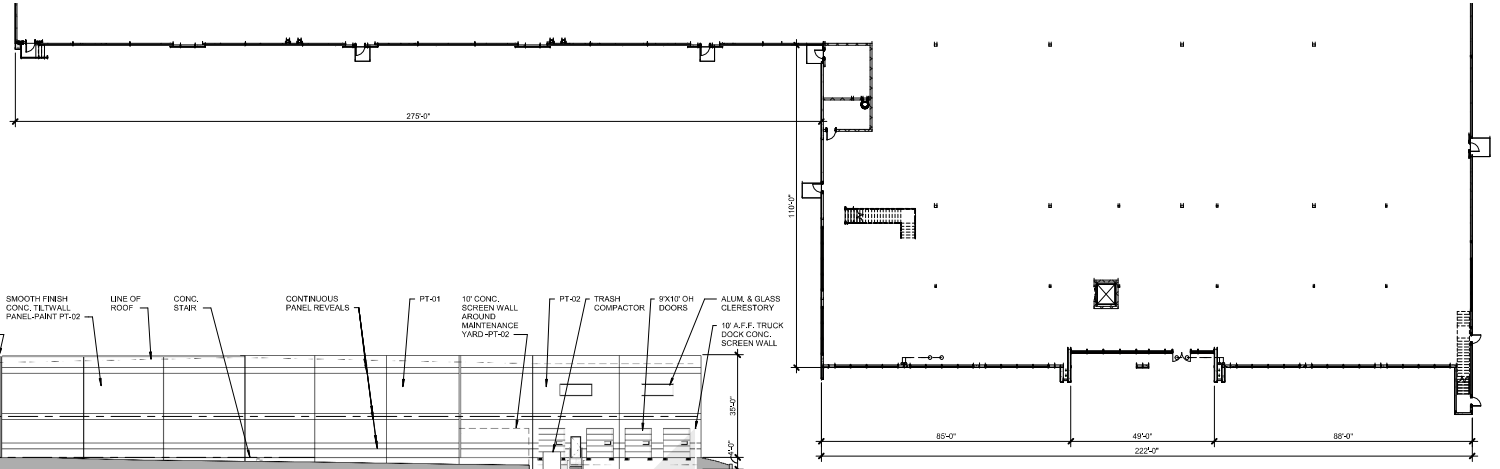 275'-0"
110'-0"
SMOOTH FINISH
CONC. TILTWALL
PANEL-PAINT PT-02
LINE OF
ROOF
CONC.
STAIR
CONTINUOUS
PANEL REVEALS
PT-01
10' CONC.
SCREEN WALL
AROUND
MAINTENANCE
YARD -PT-02
PT-02
TRASH
COMPACTOR
9'X10' OH
DOORS
ALUM. & GLASS
CLERESTORY
10' A.F.F. TRUCK
DOCK CONC.
SCREEN WALL
35'-0"
4'-0"
85'-0"
49'-0"
88'-0"
222'-0"